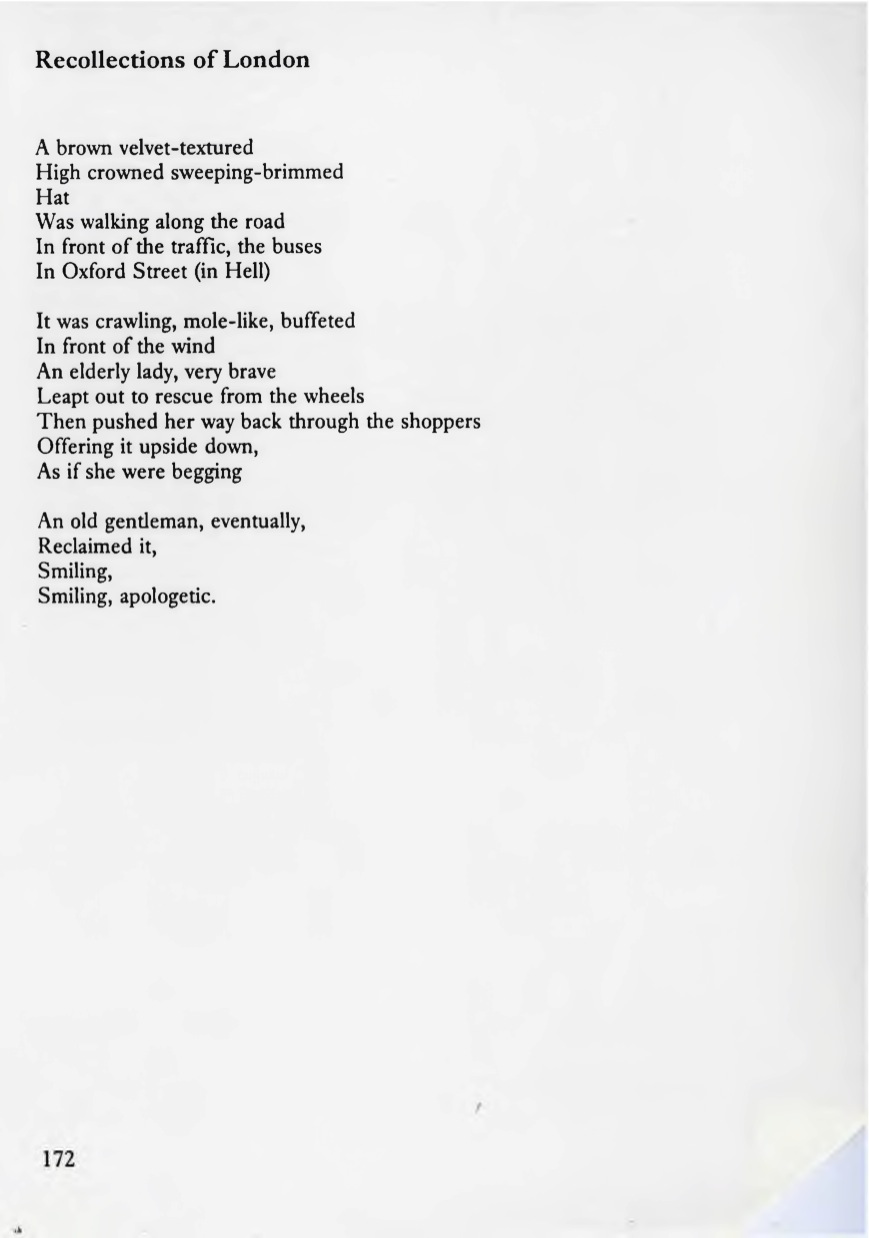 Recollections of London
A brown velvet-textured
High crowned sweeping-brimmed
Hat
Was walking along the road
In front of the traffic, the buses
In Oxford Street (in Hell)
It was crawling, mole-like, buffeted
In front of the wind
An elderly lady, very brave
Leapt out to rescue from the wheels
Then pushed her way back through the shoppers
Offering it upside down,
As if she were begging
An old gentleman, eventually,
Reclaimed it,
Smiling,
Smiling, apologetic.
172